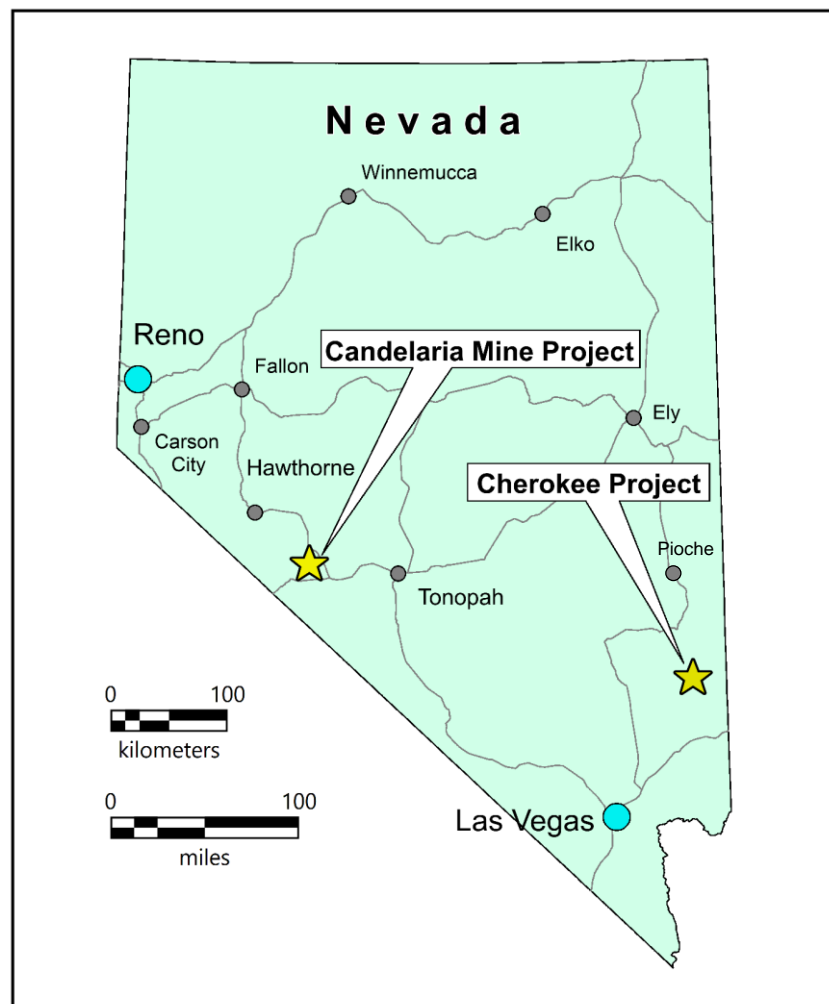 N e v a d a
Winnemucca
Elko
Reno
Candelaria Mine Project
Fallon
Ely
Carson
City
Hawthorne
Cherokee Project
Pioche
Tonopah
0 100
kilometers
0 100
miles
Las Vegas